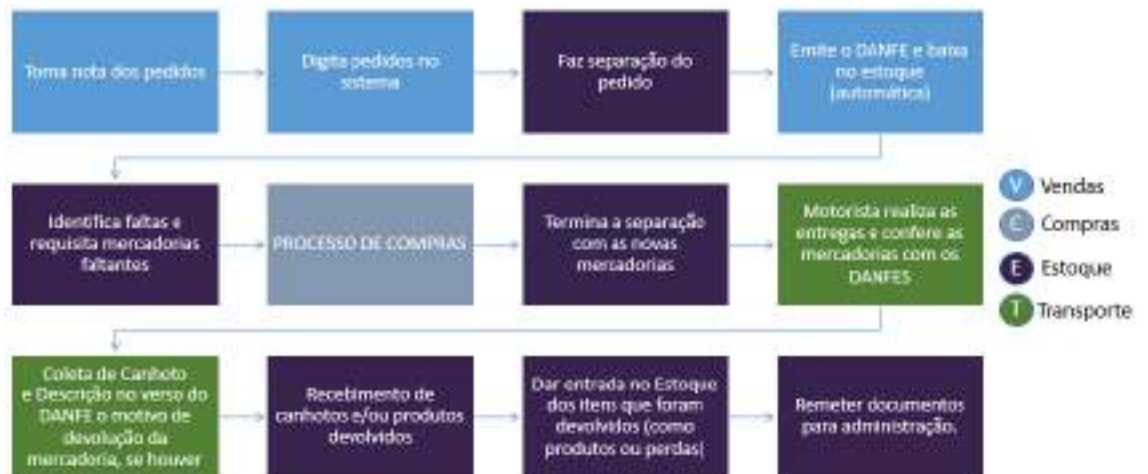 Toma nota dos pedidos
Digita pedidos no
sistema
Faz separação do
pedido
Emite o DANFE e baixa
no estoque
(automática)
Identifica faltas e
requisita mercadorias
faltantes
PROCESSO DE COMPRAS
Termina a separação
com as novas
mercadorias
Motorista realiza as
entregas e confere as
mercadorias com os
DANFES
V Vendas
C Compras
E Estoque
T Transporte
Coleta de Canhoto
e Descrição no verso do
DANFE o motivo de
devolução da
mercadoria, se houver
Recebimento de
canhotos e/ou produtos
devolvidos
Dar entrada no Estoque
dos itens que foram
devolvidos (como
produtos ou perdas(
Remeter documentos
para administração.